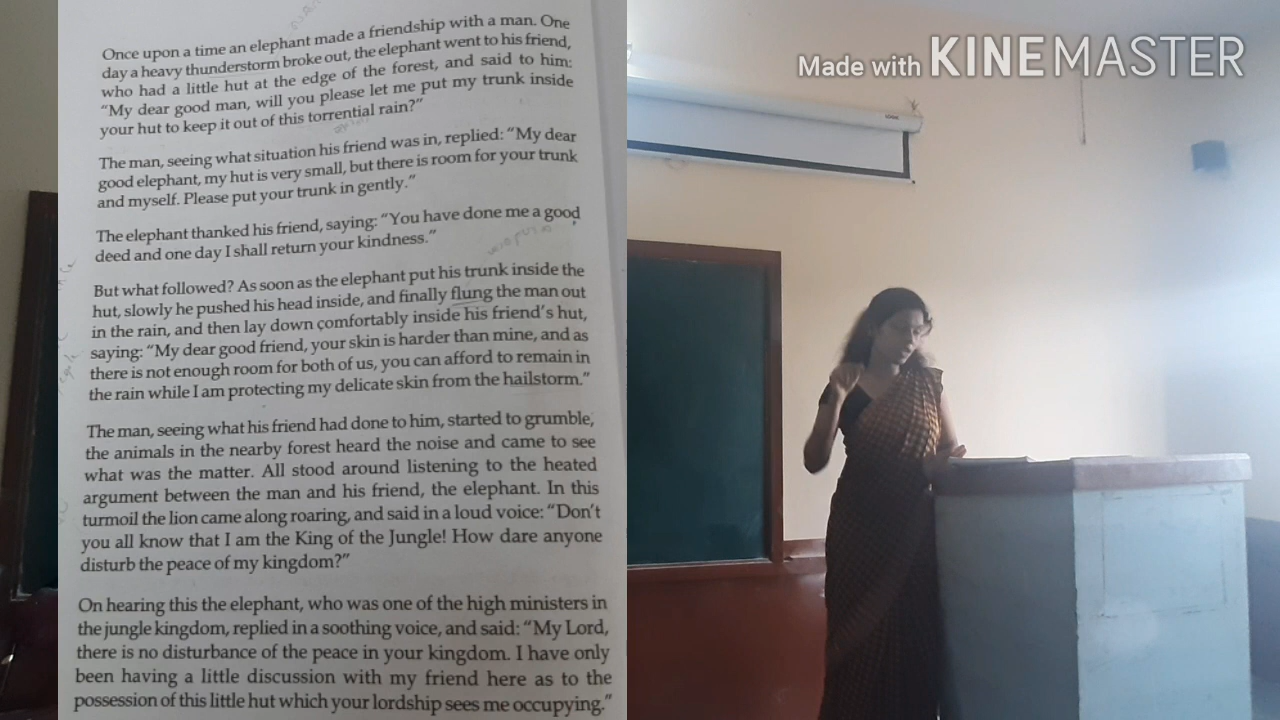 Once upon a time an elephant made a friendship with a man. One
day a heavy thunderstorm broke out, the elephant went to his friend,
who had a little hut at the edge of the forest, and said to him:
“My dear good man, will you please let me put my trunk inside
your hut to keep it out of this torrential rain?”
The man, seeing what situation his friend was in, replied: “My dear
good elephant, my hut is very small, but there is room for your trunk
and myself. Please put your trunk in gently.”
The elephant thanked his friend, saying: “You have done me a good
deed and one day I shall return your kindness.”
But what followed? As soon as the elephant put his trunk inside the
hut, slowly he pushed his head inside, and finally flung the man out
in the rain, and then lay down comfortably inside his friend’s hut,
saying: “My dear good friend, your skin is harder than mine, and as
there is not enough room for both of us, you can afford to remain in
the rain while I am protecting my delicate skin from the hailstorm.”
The man, seeing what his friend had done to him, started to grumble,
the animals in the nearby forest heard the noise and came to see
what was the matter. All stood around listening to the heated
argument between the man and his friend, the elephant. In this
turmoil the lion came along roaring, and said in a loud voice: “Don’t
you all know that I am the King of the Jungle! How dare anyone
disturb the peace of my kingdom?”
On hearing this the elephant, who was one of the high ministers in
the jungle kingdom, replied in a soothing voice, and said: “My Lord,
there is no disturbance of the peace in your kingdom. I have only
been having a little discussion with my friend here as to the
possession of this little hut which your lordship sees me occupying.”
Made with KINEMASTER